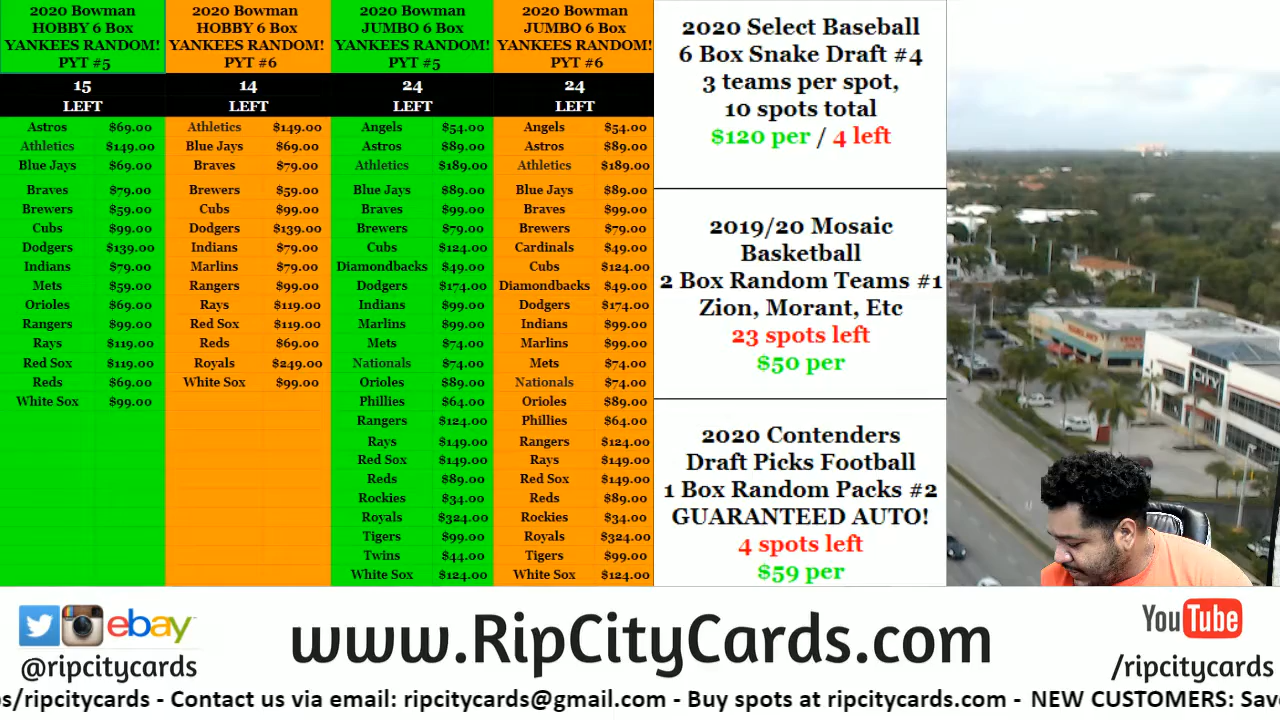 2020 Bowman
HOBBY 6 Box
YANKEES RANDOM!
PYT #5
15
LEFT
Astros $69.00
Athletics $149.00
Blue Jays $69.00
Braves $79.00
Brewers $59.00
Cubs $99.00
Dodgers $139.00
Indians $79.00
Mets $59.00
Orioles $69.00
Rangers $99.00
Rays $119.00
Red Sox $119.00
Reds $69.00
White Sox $99.00
2020 Bowman
HOBBY 6 Box
YANKEES RANDOM!
PYT #6
14
LEFT
Athletics $149.00
Blue Jays $69.00
Braves $79.00
Brewers $59.00
Cubs $99.00
Dodgers $139.00
Indians $79.00
Marlins $79.00
Rangers $99.00
Rays $119.00
Red Sox $119.00
Reds $69.00
Royals $249.00
White Sox $99.00
2020 Bowman
JUMBO 6 Box
YANKEES RANDOM!
PYT #5
24
LEFT
Angels $54.00
Astros $89.00
Athletics $189.00
Blue Jays $89.00
Braves $99.00
Brewers $79.00
Cubs $124.00
Diamondbacks $49.00
Dodgers $174.00
Indians $99.00
Marlins $99.00
Mets $74.00
Nationals $74.00
Orioles $89.00
Phillies $64.00
Rangers $124.00
Rays $149.00
Red Sox $149.00
Reds $89.00
Rockies $34.00
Royals $324.00
Tigers $99.00
Twins $44.00
White Sox $124.00
2020 Bowman
JUMBO 6 Box
YANKEES RANDOM!
PYT #6
24
LEFT
Angels $54.00
Astros $89.00
Athletics $189.00
Blue Jays $89.00
Braves $99.00
Brewers $79.00
Cardinals $49.00
Cubs $124.00
Diamondbacks $49.00
Dodgers $174.00
Indians $99.00
Marlins $99.00
Mets $74.00
Nationals $74.00
Orioles $89.00
Phillies $64.00
Rangers $124.00
Rays $149.00
Red Sox $149.00
Reds $89.00
Rockies $34.00
Royals $324.00
Tigers $99.00
White Sox $124.00
2020 Select Baseball
6 Box Snake Draft #4
3 teams per spot,
10 spots total
$120 per / 4 left
2019/20 Mosaic
Basketball
2 Box Random Teams #1
Zion, Morant, Etc
23 spots left
$50 per
2020 Contenders
Draft Picks Football
1 Box Random Packs #2
GUARANTEED AUTO!
4 spots left
$59 per
ebay
@ripcitycards
www.RipCityCards.com
YouTube
/ripcitycards
s/ripcitycards - Contact us via email: ripcitycards@gmail.com - Buy spots at ripcitycards.com - NEW CUSTOMERS: Sav